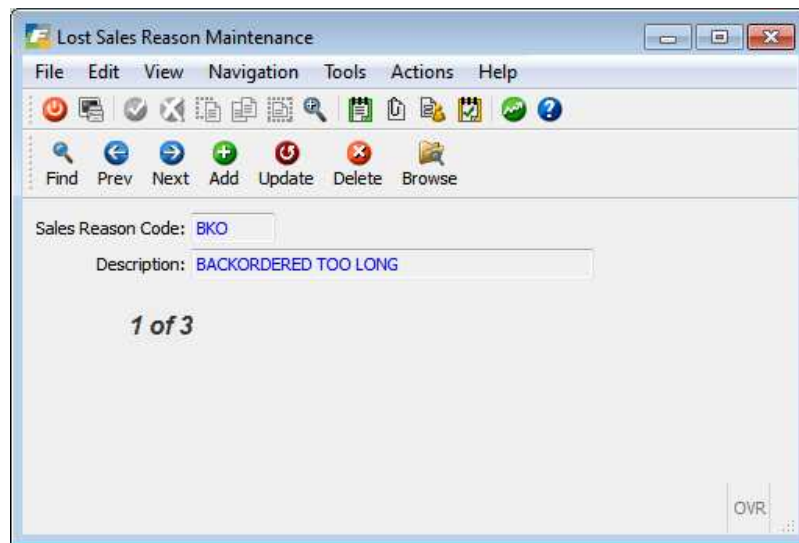 Lost Sales Reason Maintenance
File Edit View Navigation Tools Actions Help
Find Prev Next Add Update Delete Browse
Sales Reason Code: BKO
Description: BACKORDERED TOO LONG
1 of 3
OVR